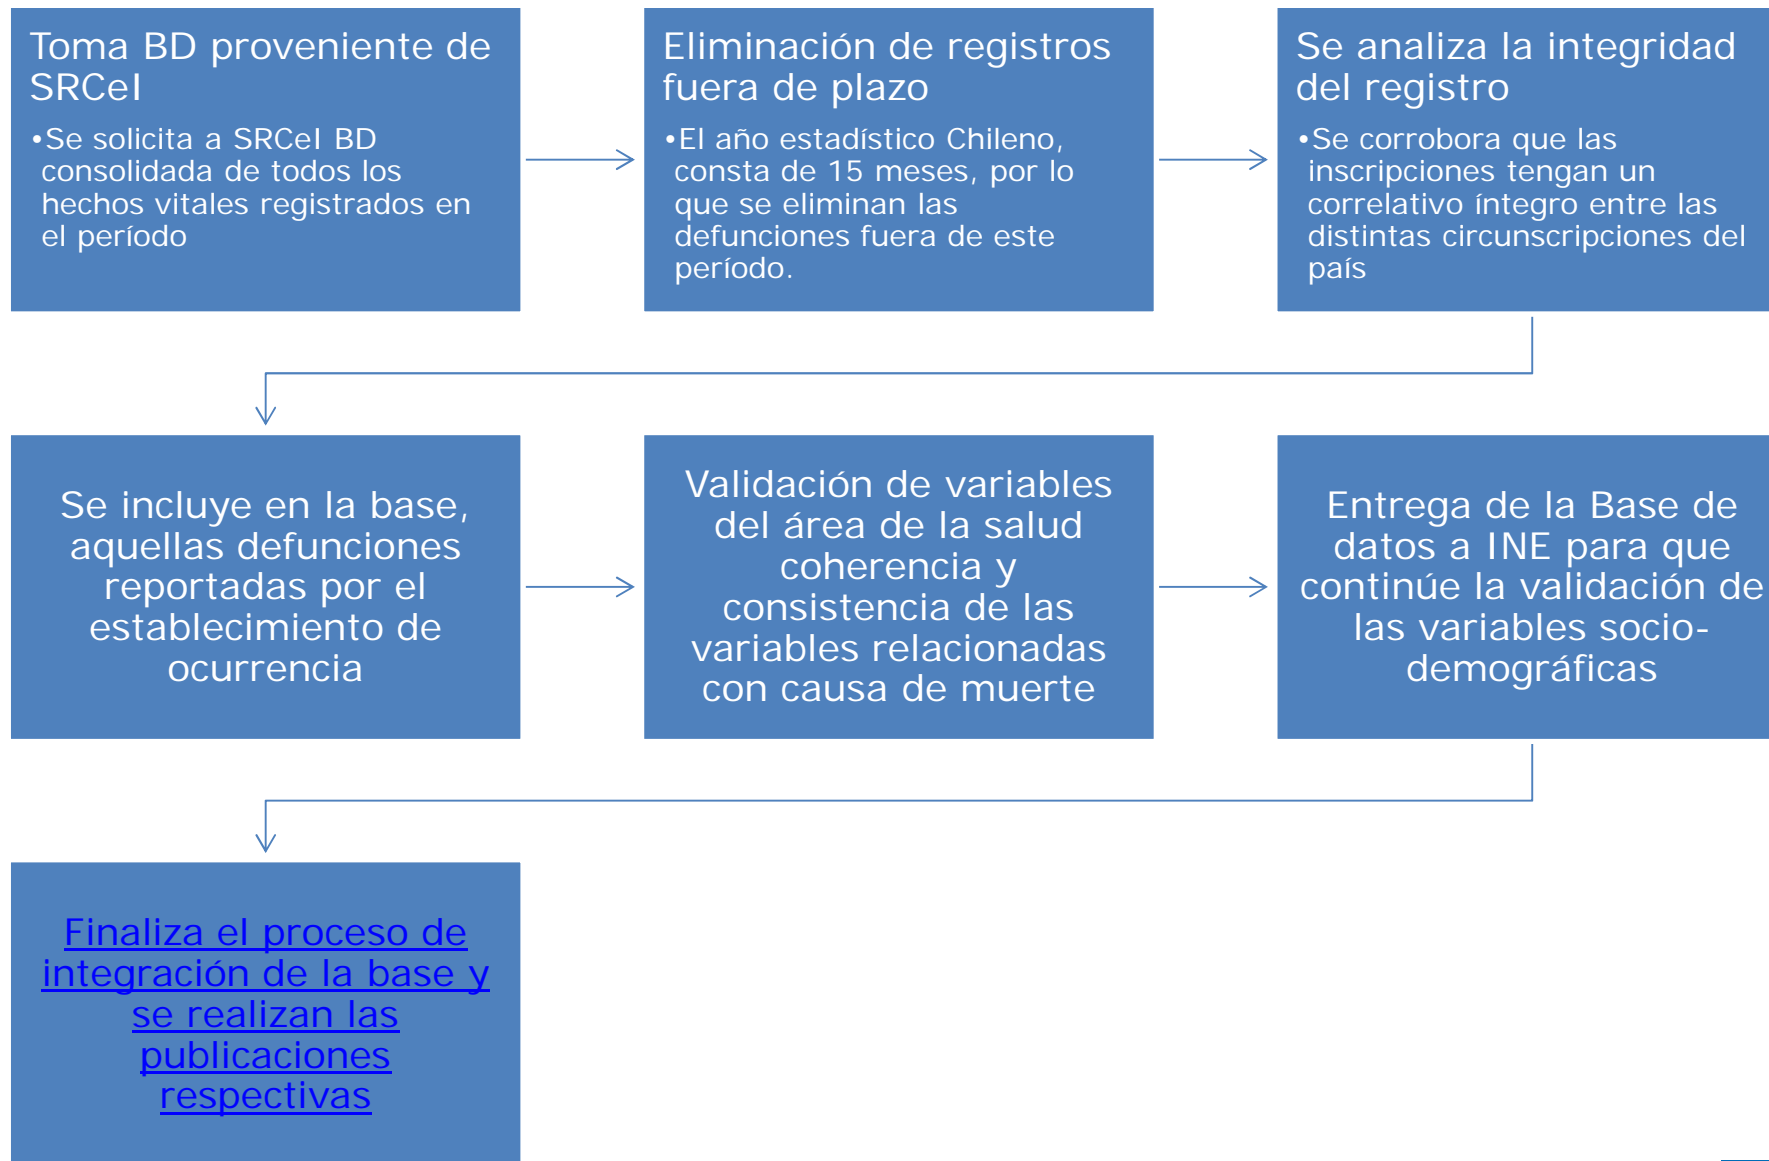 Toma BD proveniente de
SRCeI
•Se solicita a SRCeI BD
consolidada de todos los
hechos vitales registrados en
el período
Eliminación de registros
fuera de plazo
•El año estadístico Chileno,
consta de 15 meses, por lo
que se eliminan las
defunciones fuera de este
período.
Se analiza la integridad
del registro
•Se corrobora que las
inscripciones tengan un
correlativo íntegro entre las
distintas circunscripciones del
país
Se incluye en la base,
aquellas defunciones
reportadas por el
establecimiento de
ocurrencia
Validación de variables
del área de la salud
coherencia y
consistencia de las
variables relacionadas
con causa de muerte
Entrega de la Base de
datos a INE para que
continúe la validación de
las variables socio-
demográficas
Finaliza el proceso de
integración de la base y
se realizan las
publicaciones
respectivas